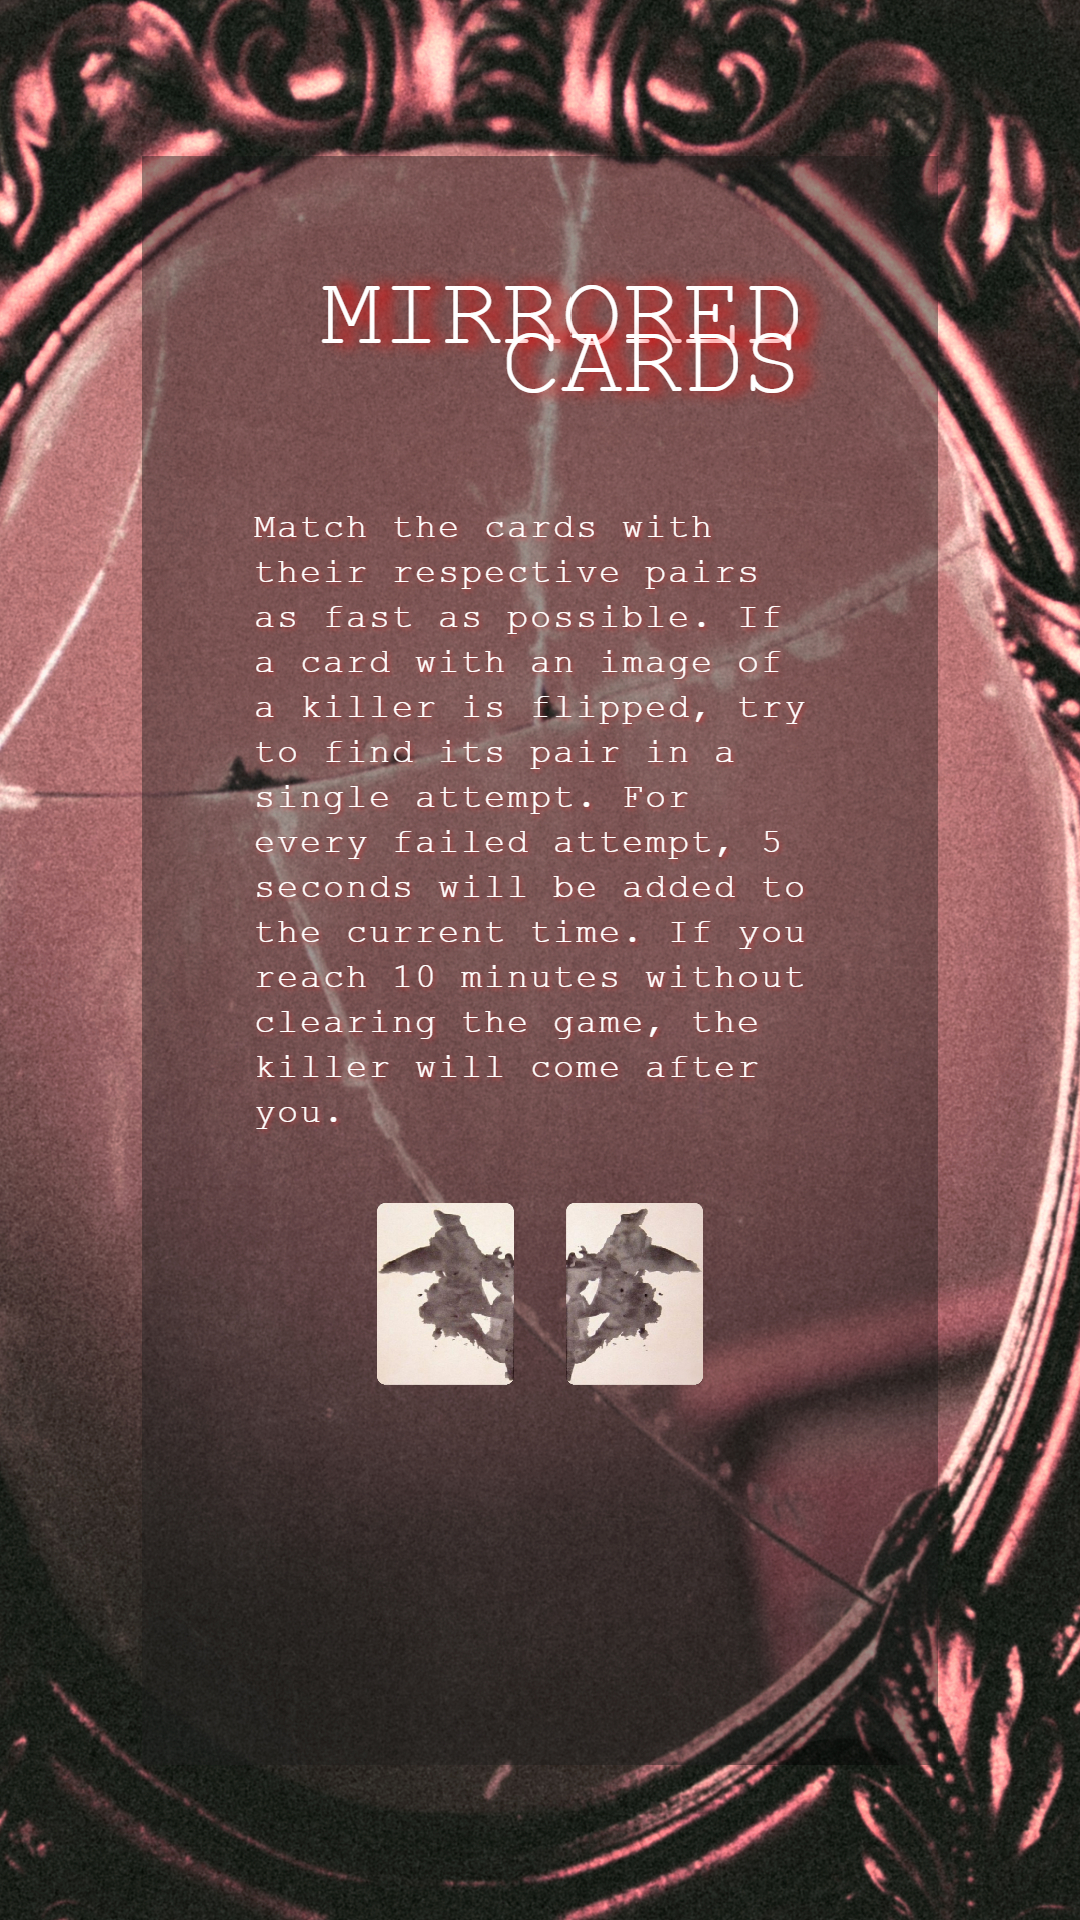 MIRRORED
CARDS
Match the cards with
their respective pairs
as fast as possible. If
a card with an image of
a killer is flipped, try
to find its pair in a
single attempt. For
every failed attempt, 5
seconds will be added to
the current time. If you
reach 10 minutes without
clearing the game, the
killer will come after
you.